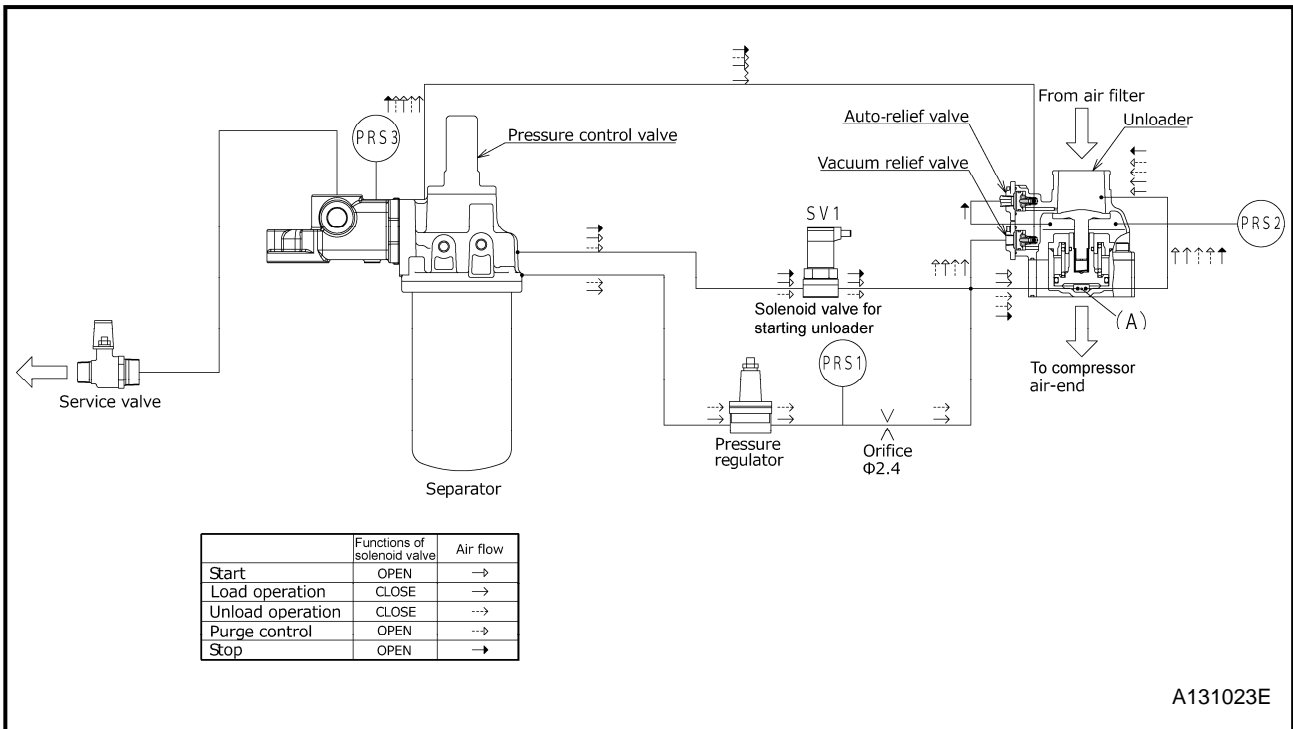 From air filter
Auto-relief valve
Unloader
PRS3
Pressure control valve
Vacuum relief valve
SV1
PRS2
Solenoid valve for
starting unloader
(A)
PRS1
To compressor
air-end
Service valve
Pressure
regulator
Orifice
Φ2.4
Separator
Functions of
solenoid valve
Air flow
Start OPEN
Load operation CLOSE
Unload operation CLOSE
Purge control OPEN
Stop OPEN
A131023E